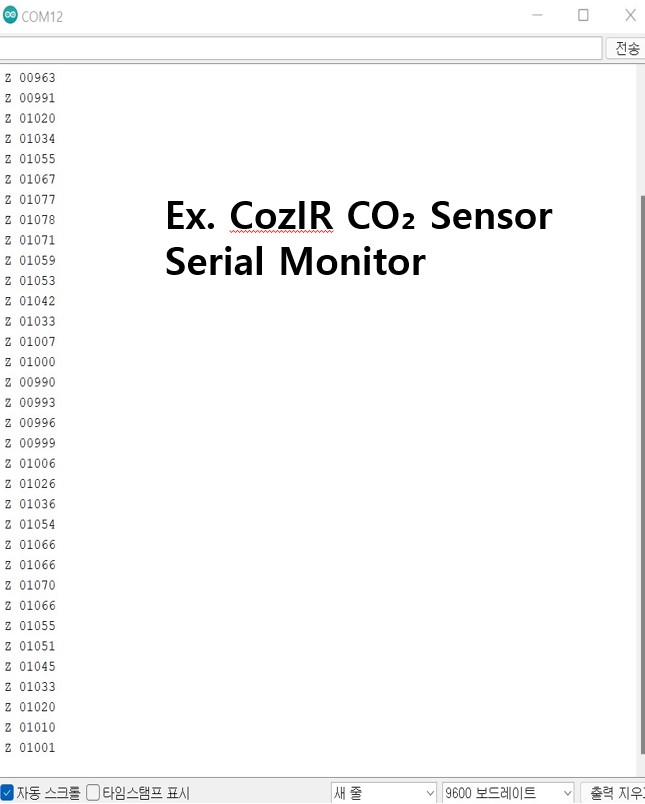 COM12
전송
Z 00963
Z 00991
Z 01020
Z 01034
Z 01055
Z 01067
Z 01077
Z 01078
Z 01071
Z 01059
Z 01053
Z 01042
Z 01033
Z 01007
Z 01000
Z 00990
Z 00993
Z 00996
Z 00999
Z 01006
Z 01026
Z 01036
Z 01054
Z 01066
Z 01066
Z 01070
Z 01066
Z 01055
Z 01051
Z 01045
Z 01033
Z 01020
Z 01010
Z 01001
Ex. CozIR CO₂ Sensor
Serial Monitor
자동 스크롤 타임스탬프 표시 새 줄 9600 보드레이트 출력 지우